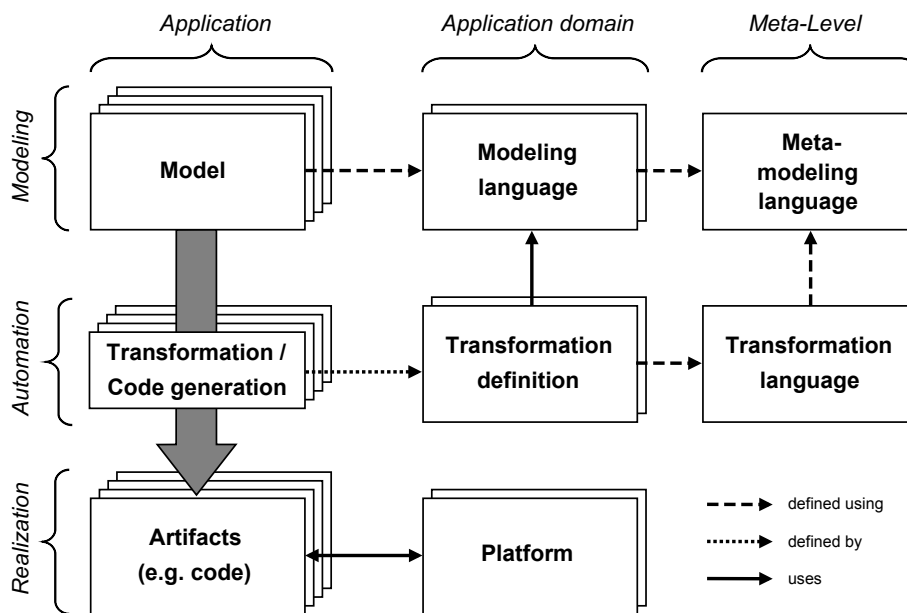 Application
Application domain
Meta-Level
Modeling
Model
Modeling
language
Meta-
modeling
language
Automation
Transformation /
Code generation
Transformation
definition
Transformation
language
Realization
Artifacts
(e.g. code)
Platform
defined using
defined by
uses